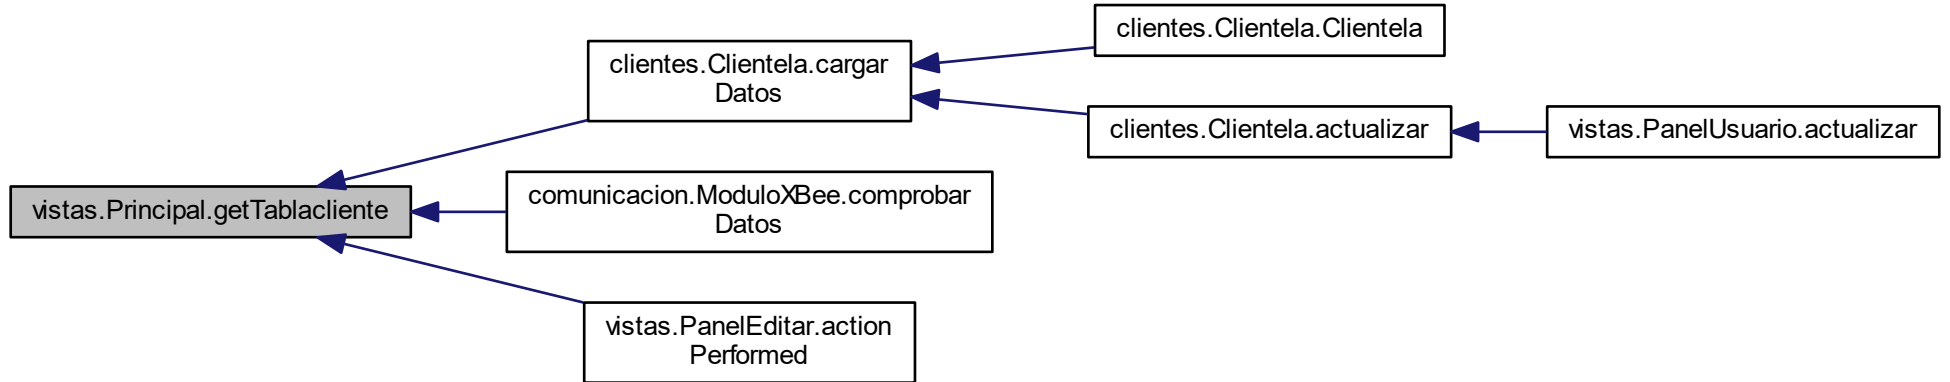 clientes.Clientela.Clientela
clientes.Clientela.cargar
Datos
clientes.Clientela.actualizar
vistas.PanelUsuario.actualizar
vistas.Principal.getTablacliente
comunicacion.ModuloXBee.comprobar
Datos
vistas.PanelEditar.action
Performed